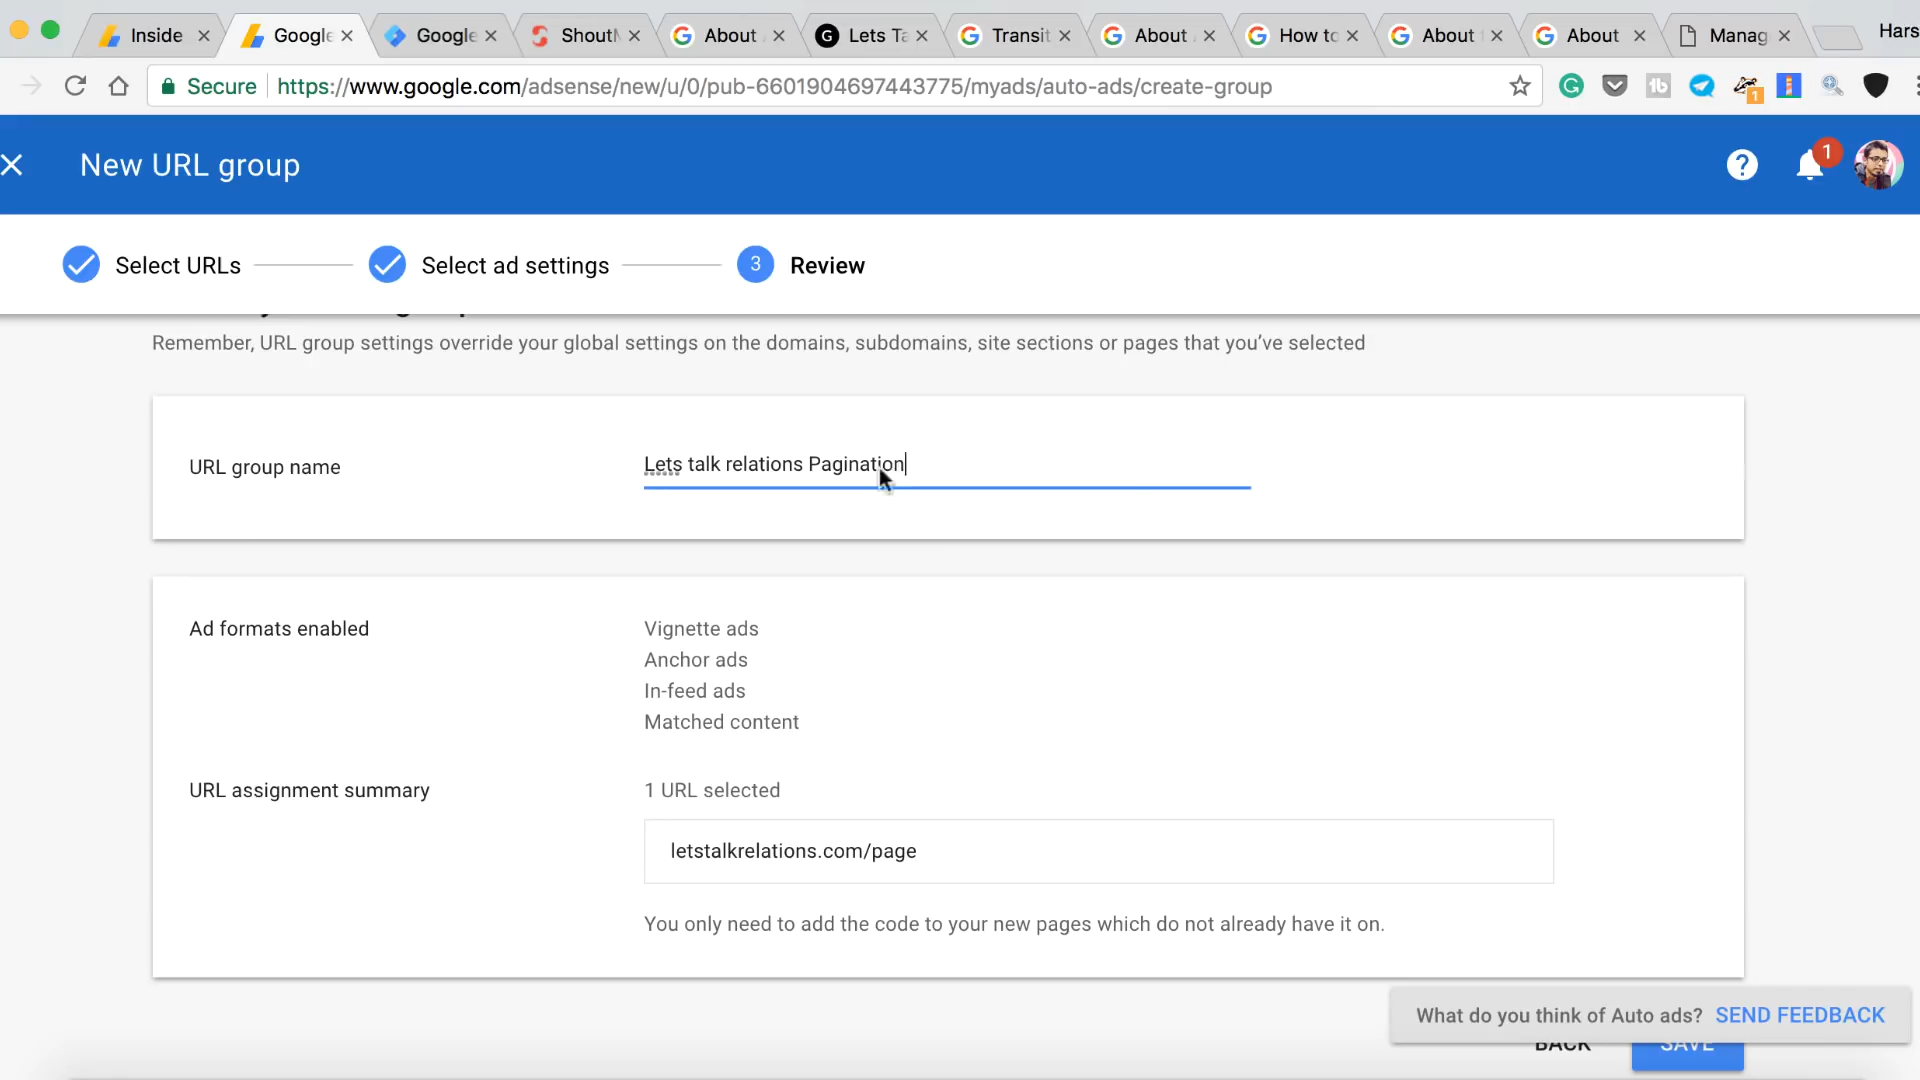 Inside
Google
Google
Shout
About
Lets Ta
Transit
About
How to
About
About
Manag
Hars
Secure
https://www.google.com/adsense/new/u/0/pub-6601904697443775/myads/auto-ads/create-group
1
New URL group
?
1
Select URLs
Select ad settings
3
Review
Remember, URL group settings override your global settings on the domains, subdomains, site sections or pages that you've selected
URL group name
Lets talk relations Pagination
Ad formats enabled
Vignette ads
Anchor ads
In-feed ads
Matched content
URL assignment summary
1 URL selected
letstalkrelations.com/page
You only need to add the code to your new pages which do not already have it on.
What do you think of Auto ads? SEND FEEDBACK
BACK
SAVE